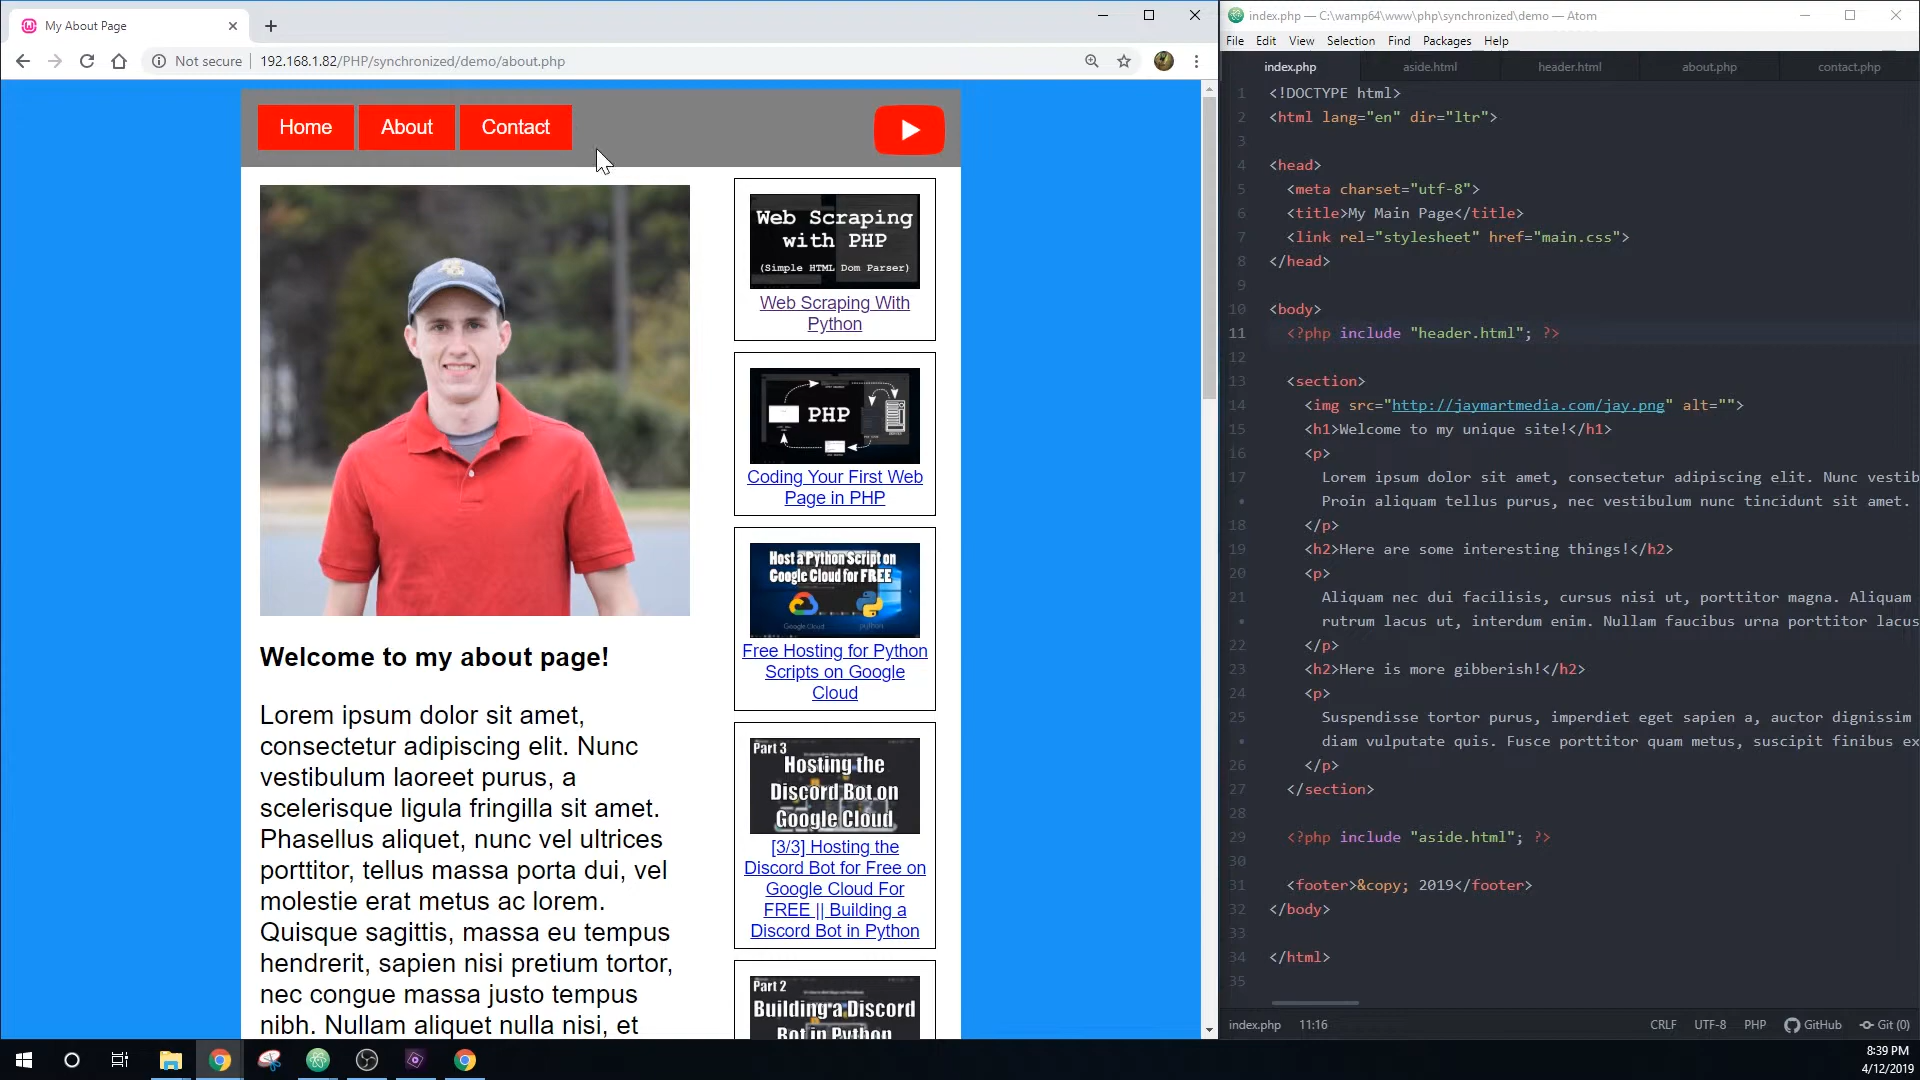 My About Page
Not secure
192.168.1.82/PHP/synchronized/demo/about.php
Home
About
Contact
Web Scraping
with PHP
(Simple HTML Dom Parser)
Web Scraping With
Python
PHP
Coding Your First Web
Page in PHP
Host a Python Script on
Google Cloud for FREE
Google Cloud
python
Free Hosting for Python
Scripts on Google
Cloud
Part 3
Hosting the
Discord Bot on
Google Cloud
[3/3] Hosting the
Discord Bot for Free on
Google Cloud For
FREE || Building a
Discord Bot in Python
Part 2
Building a Discord
Bot in Python
Welcome to my about page!
Lorem ipsum dolor sit amet,
consectetur adipiscing elit. Nunc
vestibulum laoreet purus, a
scelerisque ligula fringilla sit amet.
Phasellus aliquet, nunc vel ultrices
porttitor, tellus massa porta dui, vel
molestie erat metus ac lorem.
Quisque sagittis, massa eu tempus
hendrerit, sapien nisi pretium tortor,
nec congue massa justo tempus
nibh. Nullam aliquet nulla nisi, et
index.php — C:\wamp64\www\php\synchronized\demo — Atom
File Edit View Selection Find Packages Help
index.php aside.html header.html about.php contact.php
1 <!DOCTYPE html>
2 <html lang="en" dir="ltr">
3
4 <head>
5 <meta charset="utf-8">
6 <title>My Main Page</title>
7 <link rel="stylesheet" href="main.css">
8 </head>
9
10 <body>
11 <?php include "header.html"; ?>
12
13 <section>
14 <img src="http://jaymartmedia.com/jay.png" alt="">
15 <h1>Welcome to my unique site!</h1>
16 <p>
17 Lorem ipsum dolor sit amet, consectetur adipiscing elit. Nunc vestib
• Proin aliquam tellus purus, nec vestibulum nunc tincidunt sit amet.
18 </p>
19 <h2>Here are some interesting things!</h2>
20 <p>
21 Aliquam nec dui facilisis, cursus nisi ut, porttitor magna. Aliquam
• rutrum lacus ut, interdum enim. Nullam faucibus urna porttitor lacus
22 </p>
23 <h2>Here is more gibberish!</h2>
24 <p>
25 Suspendisse tortor purus, imperdiet eget sapien a, auctor dignissim
• diam vulputate quis. Fusce porttitor quam metus, suscipit finibus ex
26 </p>
27 </section>
28
29 <?php include "aside.html"; ?>
30
31 <footer>&copy; 2019</footer>
32 </body>
33
34 </html>
35
index.php 11:16 CRLF UTF-8 PHP GitHub Git (0)
8:39 PM
4/12/2019